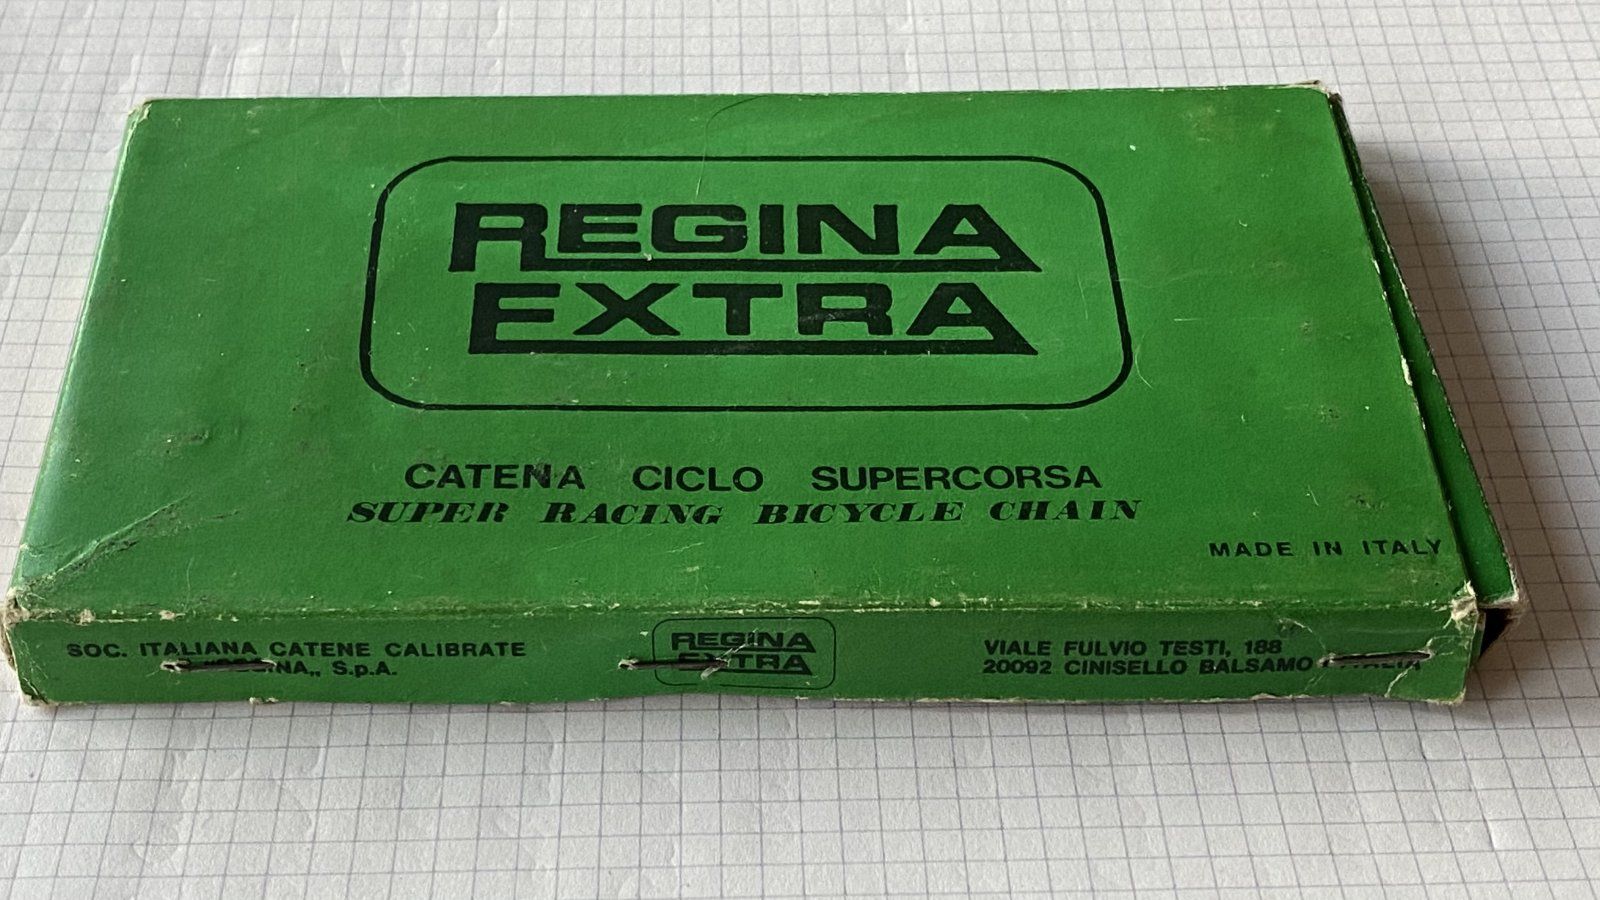 REGINA
EXTRA
CATENA CICLO SUPERCORSA
SUPER RACING BICYCLE CHAIN
MADE IN ITALY
SOC. ITALIANA CATENE CALIBRATE
S.p.A.
REGINA
EXTRA
VIALE FULVIO TESTI, 188
20092 CINISELLO BALSAMO